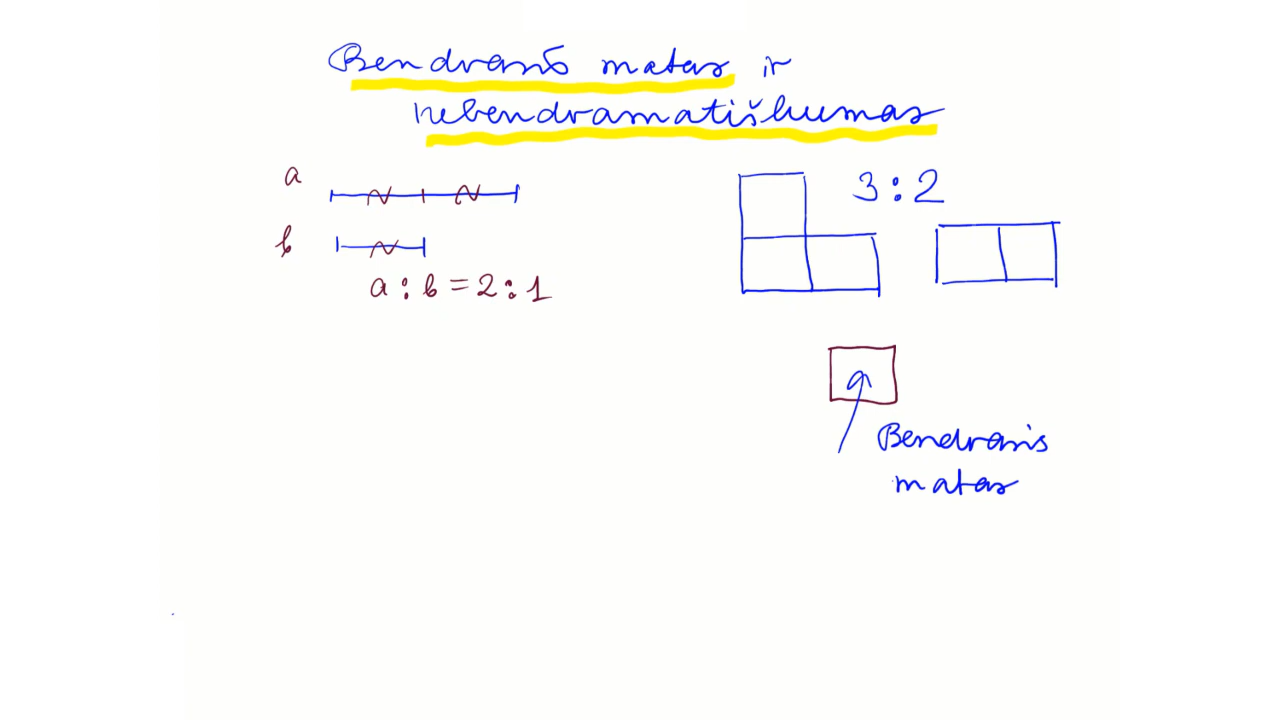 Bendrasis matas ir
nebendramatiškumas
a
b
a : b = 2 : 1
3 : 2
Bendrasis
matas